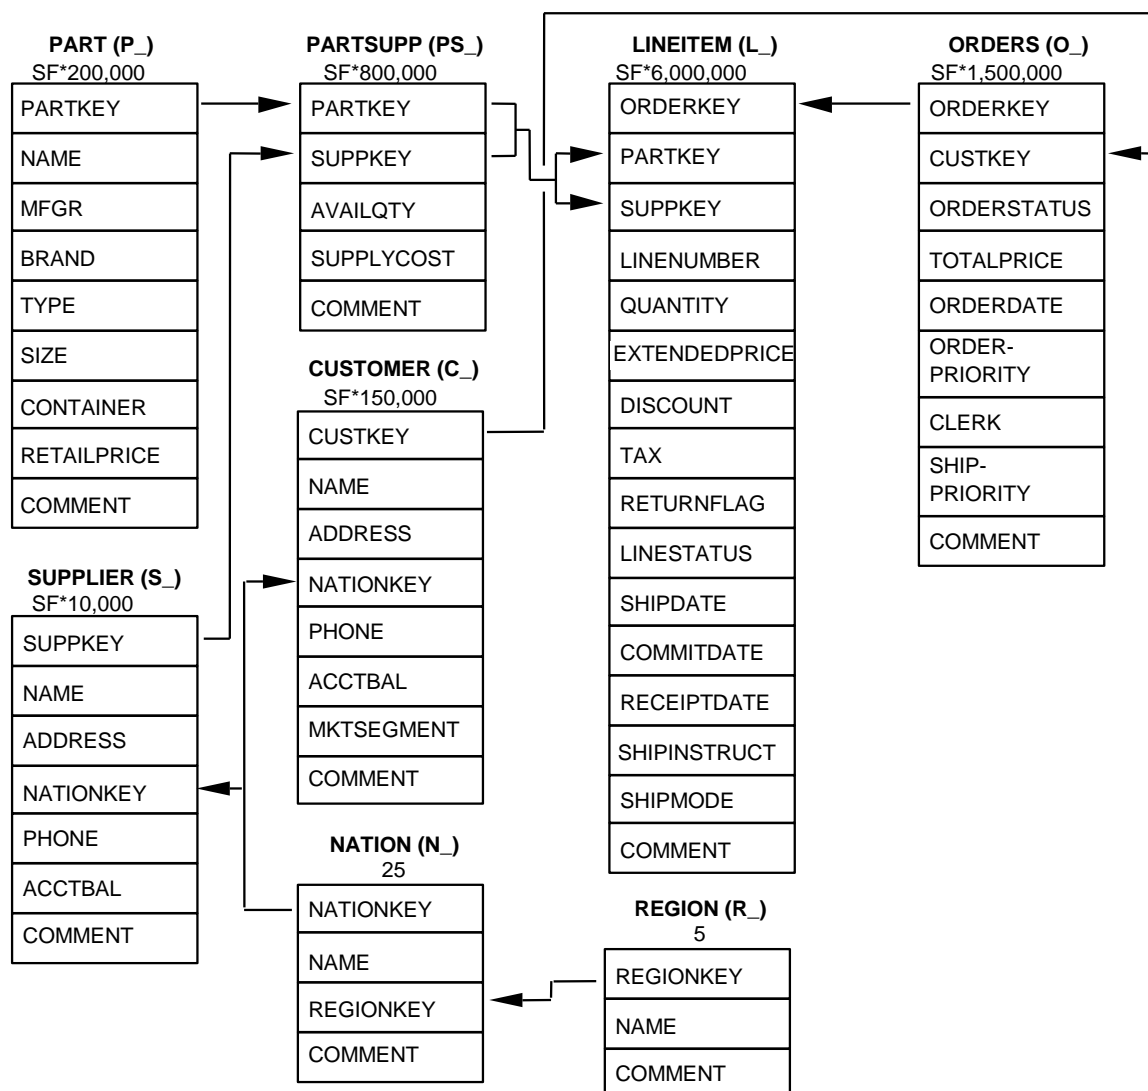 PART (P_)
SF*200,000
PARTKEY
NAME
MFGR
BRAND
TYPE
SIZE
CONTAINER
RETAILPRICE
COMMENT
SUPPLIER (S_)
SF*10,000
SUPPKEY
NAME
ADDRESS
NATIONKEY
PHONE
ACCTBAL
COMMENT
PARTSUPP (PS_)
SF*800,000
PARTKEY
SUPPKEY
AVAILQTY
SUPPLYCOST
COMMENT
CUSTOMER (C_)
SF*150,000
CUSTKEY
NAME
ADDRESS
NATIONKEY
PHONE
ACCTBAL
MKTSEGMENT
COMMENT
NATION (N_)
25
NATIONKEY
NAME
REGIONKEY
COMMENT
LINEITEM (L_)
SF*6,000,000
ORDERKEY
PARTKEY
SUPPKEY
LINENUMBER
QUANTITY
EXTENDEDPRICE
DISCOUNT
TAX
RETURNFLAG
LINESTATUS
SHIPDATE
COMMITDATE
RECEIPTDATE
SHIPINSTRUCT
SHIPMODE
COMMENT
REGION (R_)
5
REGIONKEY
NAME
COMMENT
ORDERS (O_)
SF*1,500,000
ORDERKEY
CUSTKEY
ORDERSTATUS
TOTALPRICE
ORDERDATE
ORDER-
PRIORITY
CLERK
SHIP-
PRIORITY
COMMENT